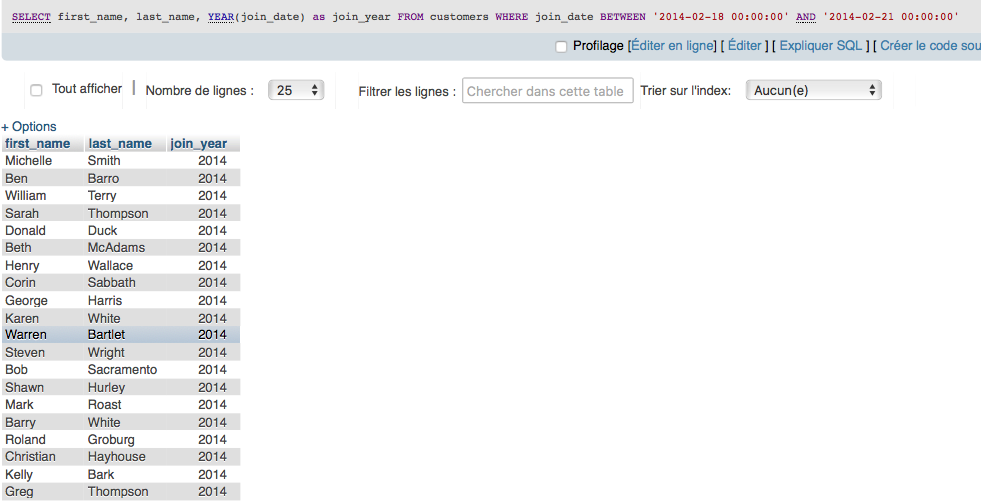 SELECT first_name, last_name, YEAR(join_date) as join_year FROM customers WHERE join_date BETWEEN '2014-02-18 00:00:00' AND '2014-02-21 00:00:00'
Profilage [Éditer en ligne] [ Éditer ] [ Expliquer SQL ] [ Créer le code sou
Tout afficher | Nombre de lignes : 25 Filtrer les lignes : Chercher dans cette table Trier sur l'index: Aucun(e)
+ Options
first_name last_name join_year
Michelle Smith 2014
Ben Barro 2014
William Terry 2014
Sarah Thompson 2014
Donald Duck 2014
Beth McAdams 2014
Henry Wallace 2014
Corin Sabbath 2014
George Harris 2014
Karen White 2014
Warren Bartlet 2014
Steven Wright 2014
Bob Sacramento 2014
Shawn Hurley 2014
Mark Roast 2014
Barry White 2014
Roland Groburg 2014
Christian Hayhouse 2014
Kelly Bark 2014
Greg Thompson 2014